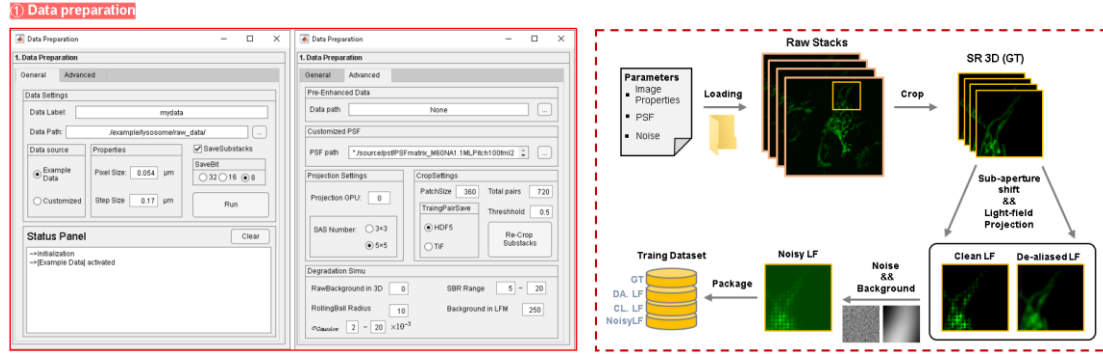 ① Data preparation
Data Preparation
1. Data Preparation
General Advanced
Data Settings
Data Label: mydata
Data Path: ./example/lysosome/raw_data/ ...
Data source
Example Data
Customized
Properties
Pixel Size: 0.054 μm
Step Size 0.17 μm
SaveSubstacks
SaveBit
32 16 8
Run
Status Panel Clear
-->Initialization
-->[Example Data] activated
Data Preparation
1. Data Preparation
General Advanced
Pre-Enhanced Data
Data path None ...
Customized PSF
PSF path "./source/psf/PSFmatrix_M60NA1.1MLPitch100fml2 ...
Projection Settings
Projection GPU: 0
SAS Number: 3×3
5×5
CropSettings
PatchSize 360 Total pairs 720
TraingPairSave
HDF5
TIF
Threshhold 0.5
Re-Crop
Substacks
Degradation Simu
RawBackground in 3D 0 SBR Range 5 – 20
RollingBall Radius 10 Background in LFM 250
σGaussian 2 – 20 ×10⁻³
Parameters
Image
Properties
PSF
Noise
Loading
Raw Stacks
Crop
SR 3D (GT)
Sub-aperture
shift
&&
Light-field
Projection
Clean LF De-aliased LF
Noise
&&
Background
Noisy LF
Package
Traing Dataset
GT
DA. LF
CL. LF
NoisyLF